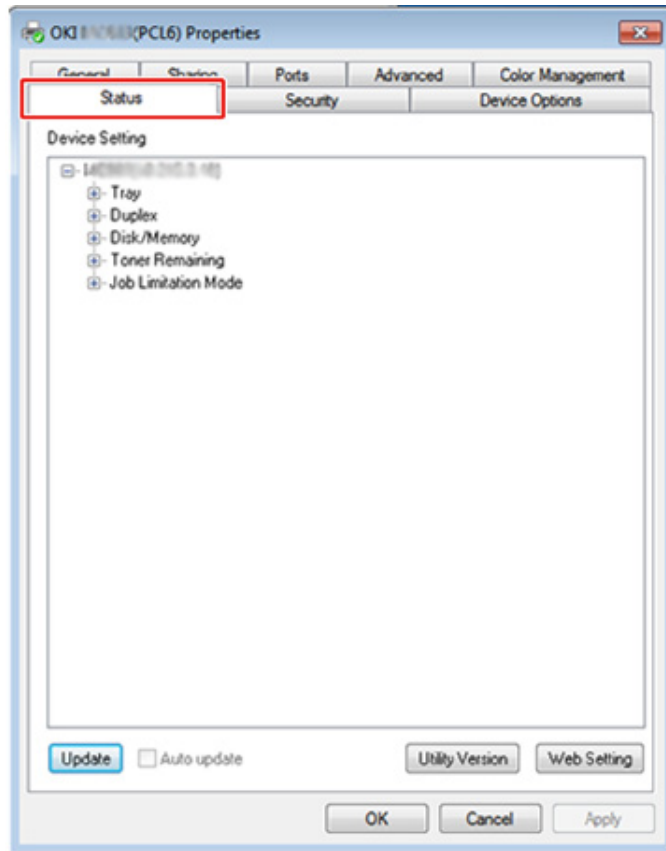 OKI (PCL6) Properties
General Sharing Ports Advanced Color Management
Status Security Device Options
Device Setting
Tray
Duplex
Disk/Memory
Toner Remaining
Job Limitation Mode
Update Auto update Utility Version Web Setting
OK Cancel Apply